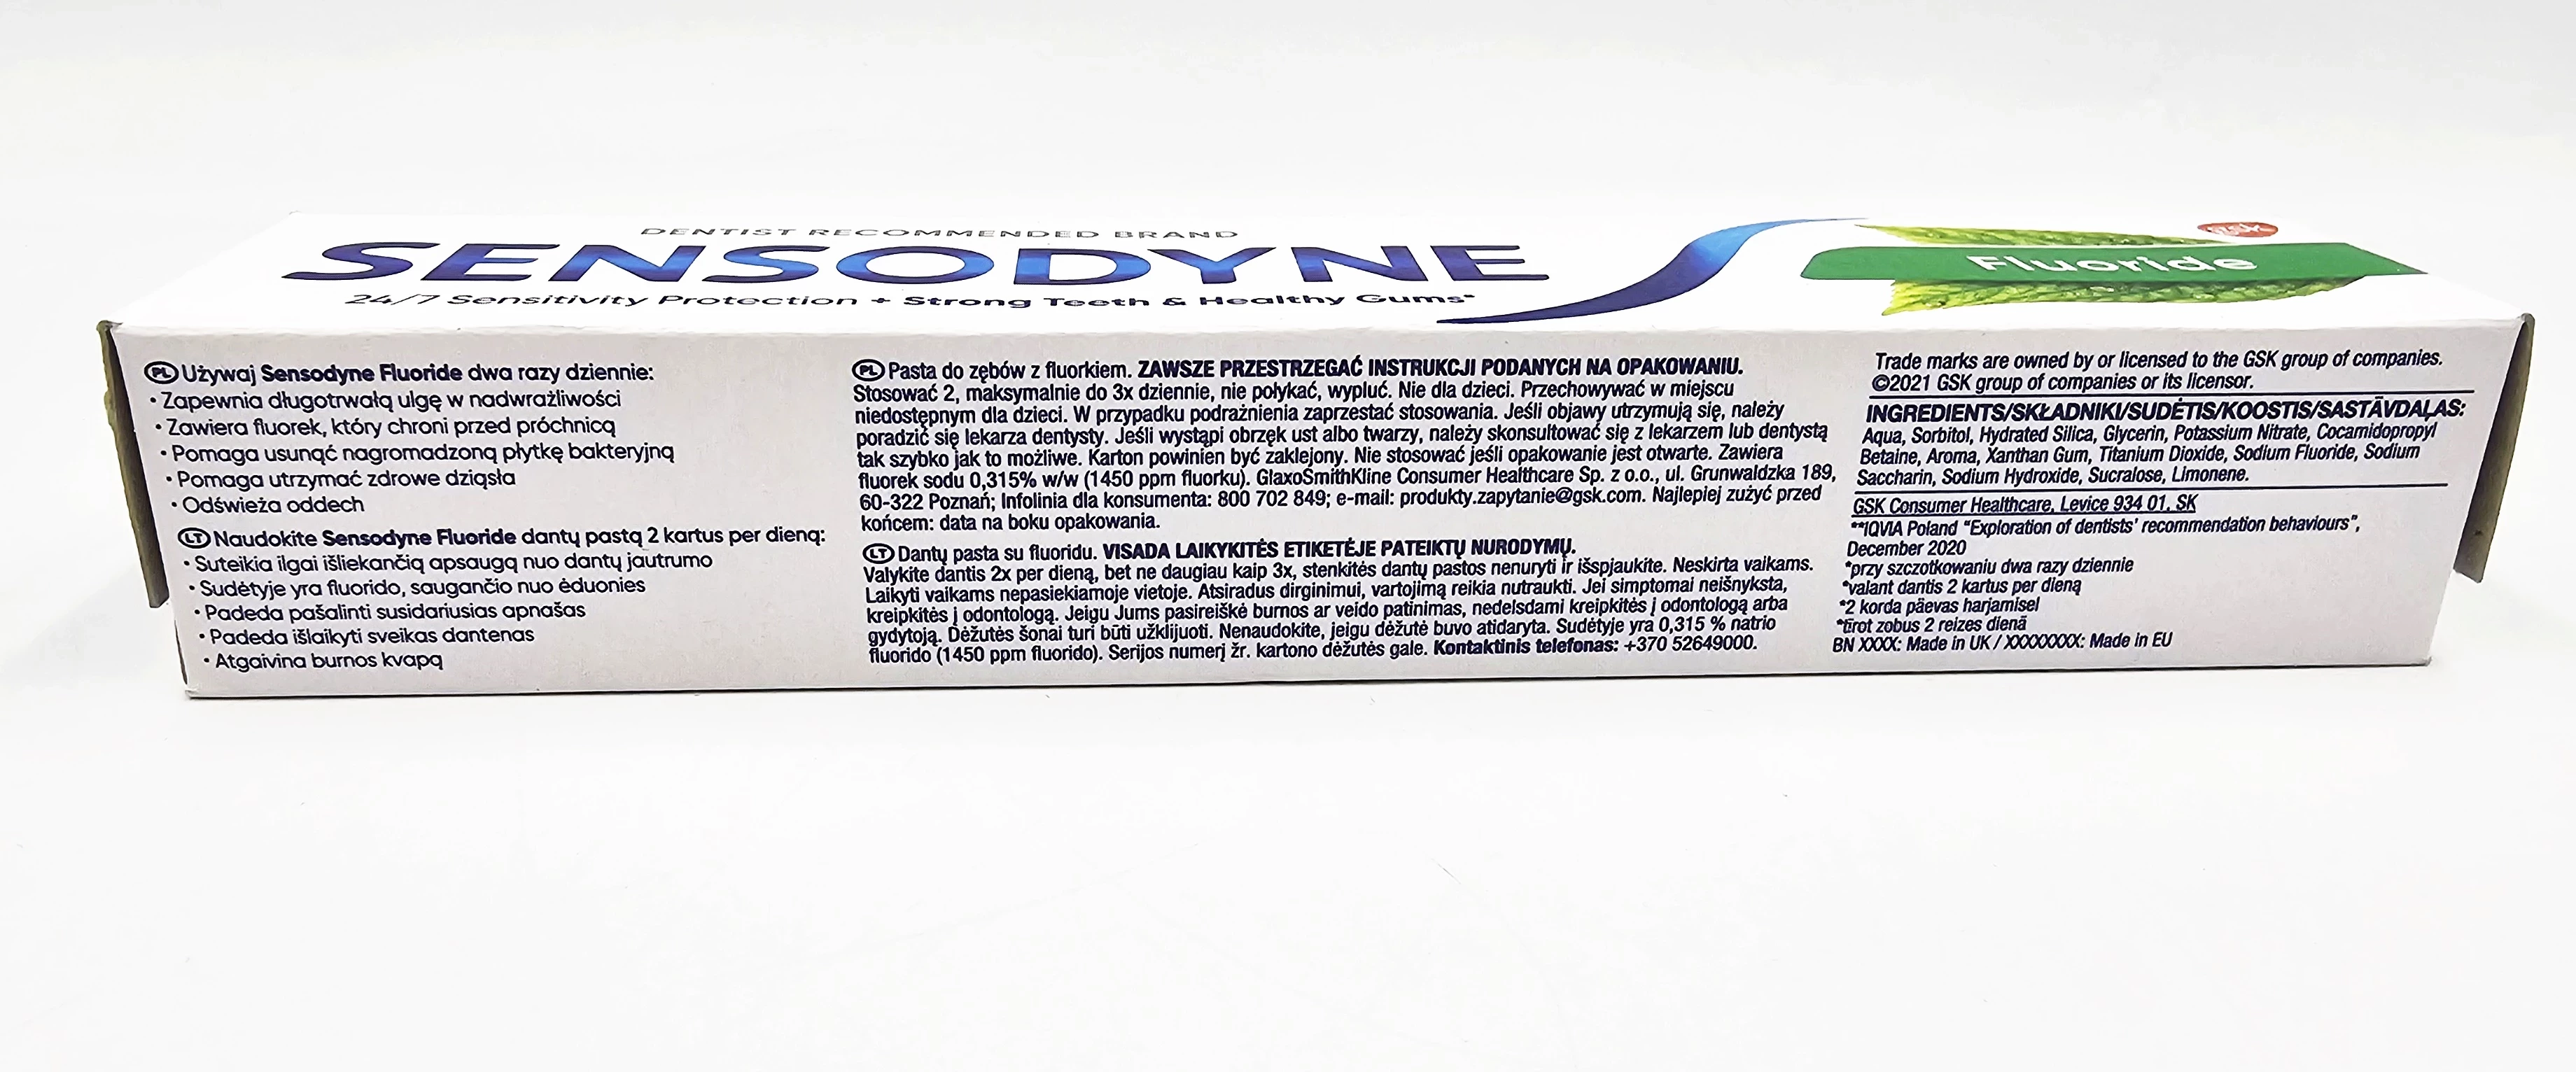 DENTIST RECOMMENDED BRAND
SENSODYNE
24/7 Sensitivity Protection + Strong Teeth & Healthy Gums*
gsk
Fluoride
PL Używaj Sensodyne Fluoride dwa razy dziennie:
• Zapewnia długotrwałą ulgę w nadwrażliwości
• Zawiera fluorek, który chroni przed próchnicą
• Pomaga usunąć nagromadzoną płytkę bakteryjną
• Pomaga utrzymać zdrowe dziąsła
• Odświeża oddech
LT Naudokite Sensodyne Fluoride dantų pastą 2 kartus per dieną:
• Suteikia ilgai išliekančią apsaugą nuo dantų jautrumo
• Sudėtyje yra fluorido, saugančio nuo ėduonies
• Padeda pašalinti susidariusias apnašas
• Padeda išlaikyti sveikas dantenas
• Atgaivina burnos kvapą
PL Pasta do zębów z fluorkiem. ZAWSZE PRZESTRZEGAĆ INSTRUKCJI PODANYCH NA OPAKOWANIU.
Stosować 2, maksymalnie do 3x dziennie, nie połykać, wypluć. Nie dla dzieci. Przechowywać w miejscu
niedostępnym dla dzieci. W przypadku podrażnienia zaprzestać stosowania. Jeśli objawy utrzymują się, należy
poradzić się lekarza dentysty. Jeśli wystąpi obrzęk ust albo twarzy, należy skonsultować się z lekarzem lub dentystą
tak szybko jak to możliwe. Karton powinien być zaklejony. Nie stosować jeśli opakowanie jest otwarte. Zawiera
fluorek sodu 0,315% w/w (1450 ppm fluorku). GlaxoSmithKline Consumer Healthcare Sp. z o.o., ul. Grunwaldzka 189,
60-322 Poznań; Infolinia dla konsumenta: 800 702 849; e-mail: produkty.zapytanie@gsk.com. Najlepiej zużyć przed
końcem: data na boku opakowania.
LT Dantų pasta su fluoridu. VISADA LAIKYKITĖS ETIKETĖJE PATEIKTŲ NURODYMŲ.
Valykite dantis 2x per dieną, bet ne daugiau kaip 3x, stenkitės dantų pastos nenuryti ir išspjaukite. Neskirta vaikams.
Laikyti vaikams nepasiekiamoje vietoje. Atsiradus dirginimui, vartojimą reikia nutraukti. Jei simptomai neišnyksta,
kreipkitės į odontologą. Jeigu Jums pasireiškė burnos ar veido patinimas, nedelsdami kreipkitės į odontologą arba
gydytoją. Dėžutės šonai turi būti užklijuoti. Nenaudokite, jeigu dėžutė buvo atidaryta. Sudėtyje yra 0,315 % natrio
fluorido (1450 ppm fluorido). Serijos numerį žr. kartono dėžutės gale. Kontaktinis telefonas: +370 52649000.
Trade marks are owned by or licensed to the GSK group of companies.
©2021 GSK group of companies or its licensor.
INGREDIENTS/SKŁADNIKI/SUDĖTIS/KOOSTIS/SASTĀVDAĻAS:
Aqua, Sorbitol, Hydrated Silica, Glycerin, Potassium Nitrate, Cocamidopropyl
Betaine, Aroma, Xanthan Gum, Titanium Dioxide, Sodium Fluoride, Sodium
Saccharin, Sodium Hydroxide, Sucralose, Limonene.
GSK Consumer Healthcare, Levice 934 01, SK
**IQVIA Poland “Exploration of dentists’ recommendation behaviours”,
December 2020
*przy szczotkowaniu dwa razy dziennie
*valant dantis 2 kartus per dieną
*2 korda päevas harjamisel
*tīrot zobus 2 reizes dienā
BN XXXX: Made in UK / XXXXXXXX: Made in EU